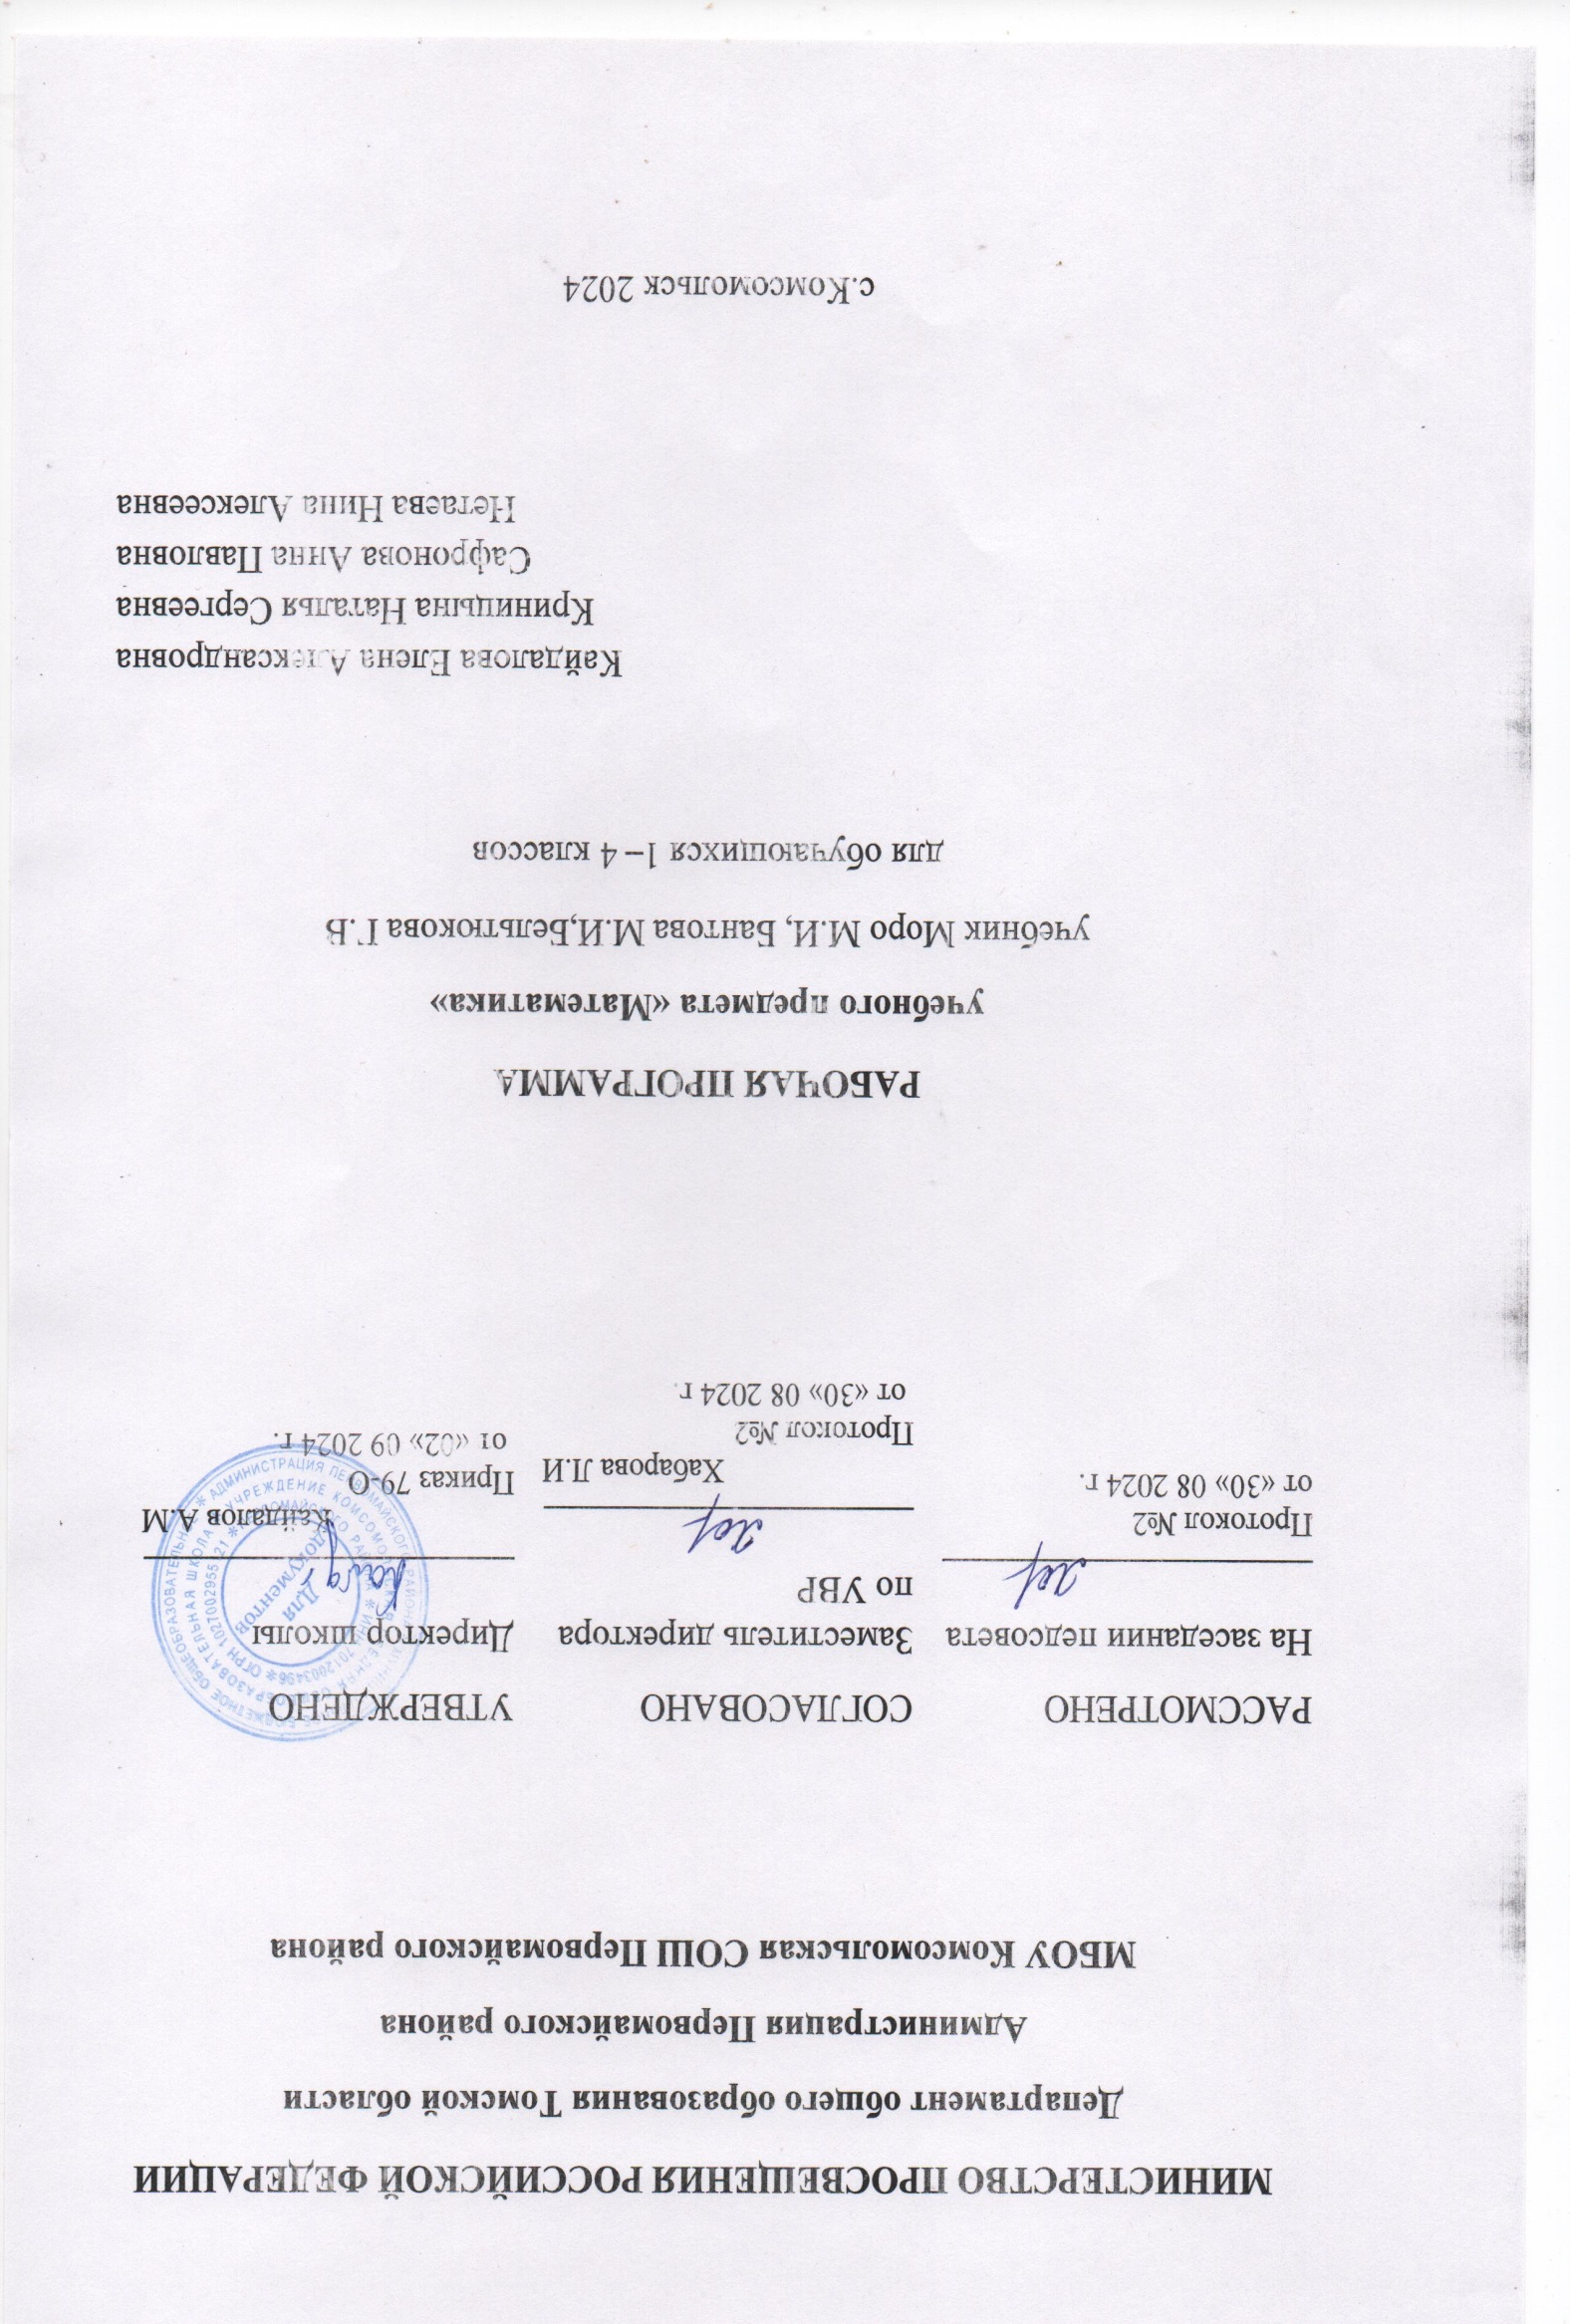 МИНИСТЕРСТВО ПРОСВЕЩЕНИЯ РОССИЙСКОЙ ФЕДЕРАЦИИ
Департамент общего образования Томской области
Администрация Первомайского района
МБОУ Комсомольская СОШ Первомайского района
РАССМОТРЕНО
На заседании педсовета
Протокол №2
от «30» 08 2024 г.
СОГЛАСОВАНО
Заместитель директора
по УВР
Хабарова Л.И
Протокол №2
от «30» 08 2024 г.
УТВЕРЖДЕНО
Директор школы
Кайдалов А.М
Приказ 79-О
от «02» 09 2024 г.
Для
документов
РАБОЧАЯ ПРОГРАММА
учебного предмета «Математика»
учебник Моро М.И, Бантова М.И,Бельтюкова Г.В
для обучающихся 1– 4 классов
Кайдалова Елена Александровна
Криницына Наталья Сергеевна
Сафронова Анна Павловна
Нетаева Нина Алексеевна
с.Комсомольск 2024